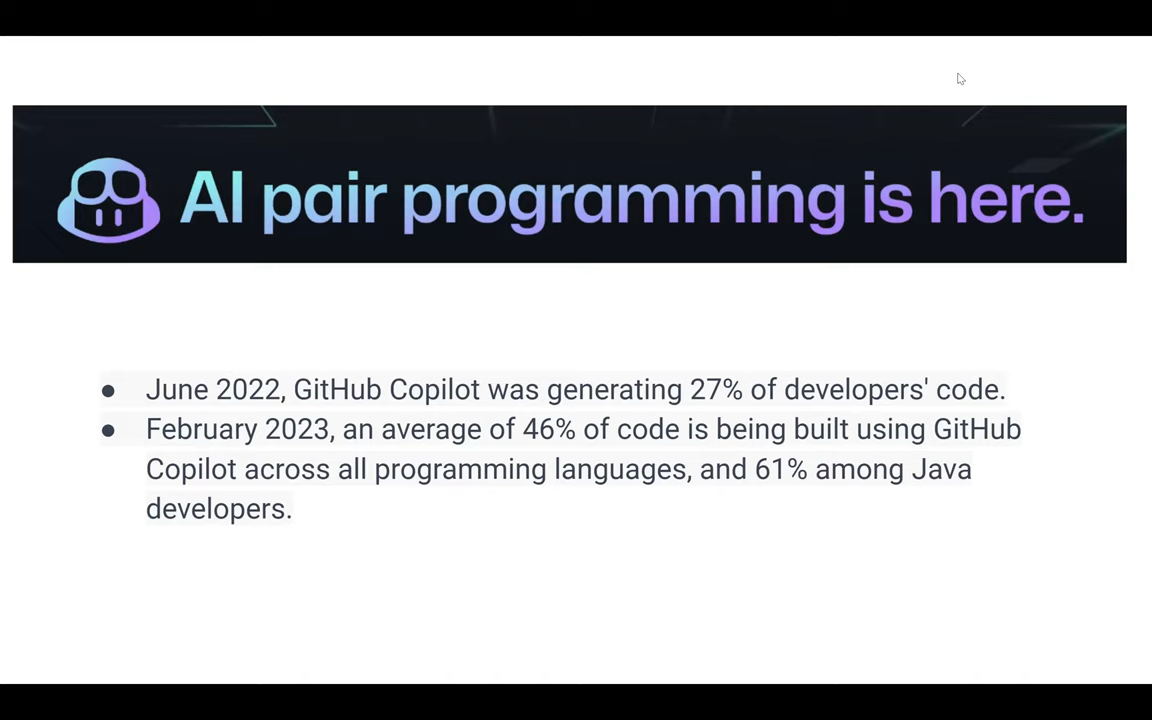 AI pair programming is here.
● June 2022, GitHub Copilot was generating 27% of developers' code.
● February 2023, an average of 46% of code is being built using GitHub
Copilot across all programming languages, and 61% among Java
developers.